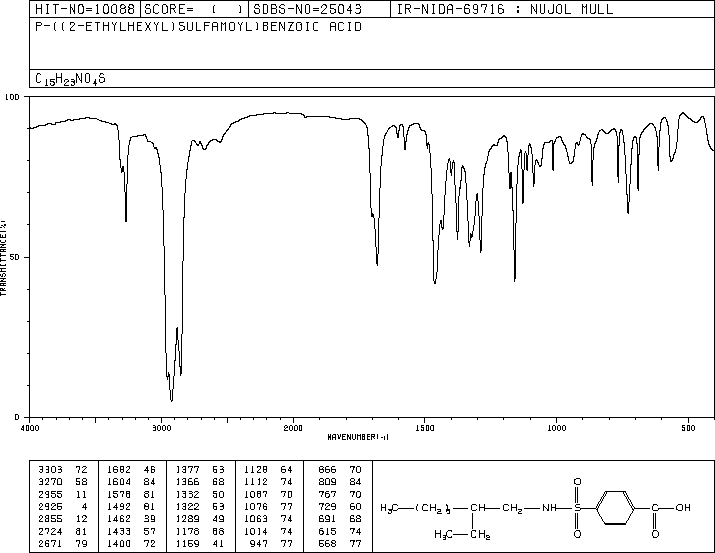 HIT-NO=10088 SCORE= ( ) SDBS-NO=25043 IR-NIDA-69716 : NUJOL MULL
P-((2-ETHYLHEXYL)SULFAMOYL)BENZOIC ACID
C15H23NO4S
100
50
0
TRANSMITTANCE(%)
4000 3000 2000 1500 1000 500
WAVENUMBER(-1)
3303 72 1682 46 1377 53 1128 64 866 70
3270 58 1604 84 1366 68 1112 74 809 84
2955 11 1578 81 1332 50 1087 70 767 70
2925 4 1492 81 1322 53 1076 77 729 60
2855 12 1462 39 1289 49 1063 74 691 68
2724 81 1433 57 1178 68 1014 74 615 74
2671 79 1400 72 1159 41 947 77 568 77
O O
H3C—(CH2)3 CH2—NH—S C—OH
H3C—CH2 O O